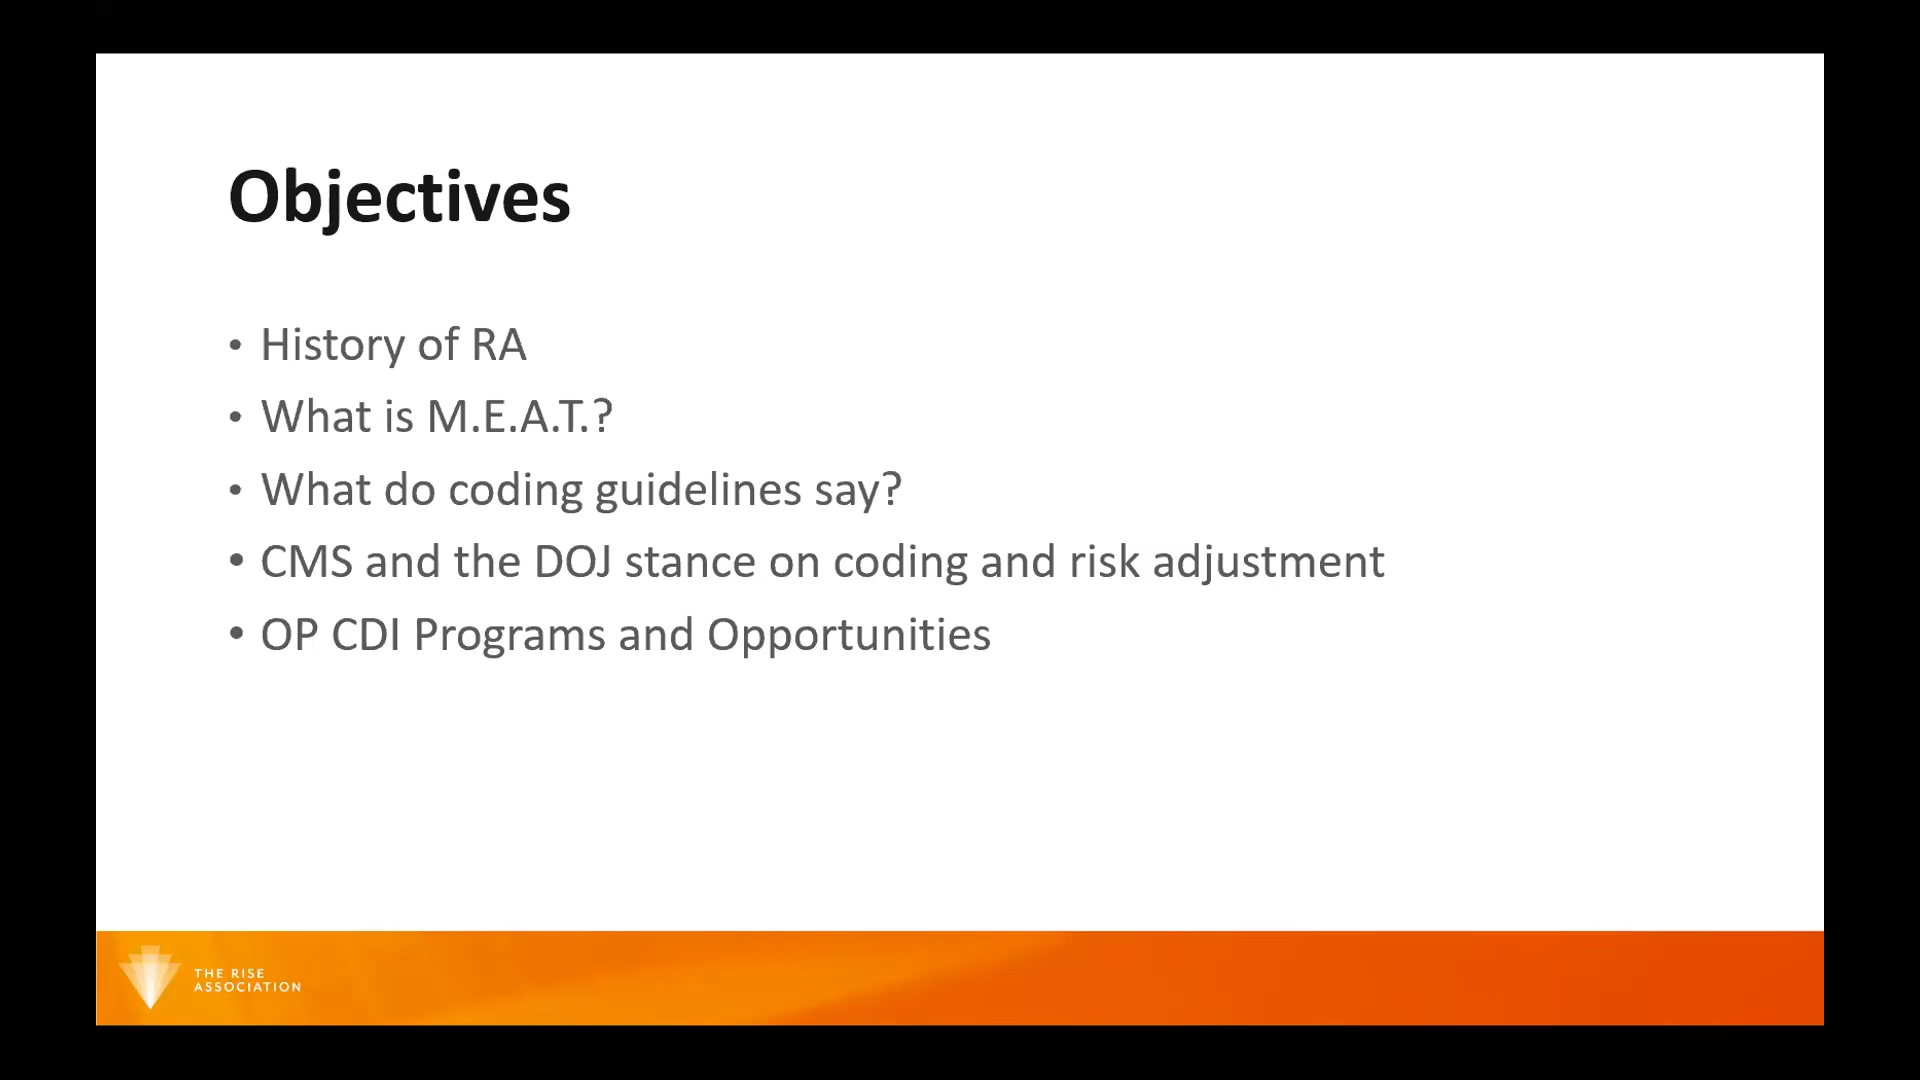 Objectives
• History of RA
• What is M.E.A.T.?
• What do coding guidelines say?
• CMS and the DOJ stance on coding and risk adjustment
• OP CDI Programs and Opportunities
THE RISE
ASSOCIATION